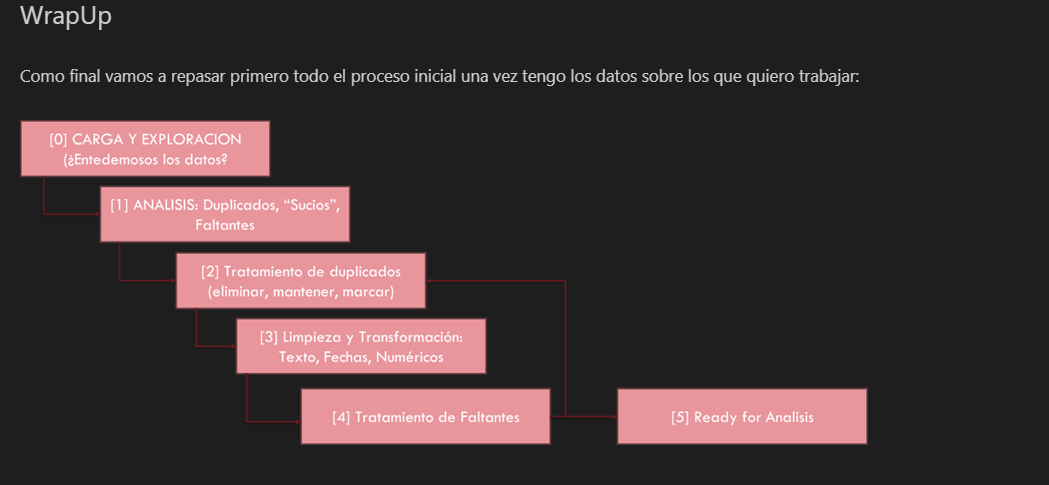 WrapUp
Como final vamos a repasar primero todo el proceso inicial una vez tengo los datos sobre los que quiero trabajar:
[0] CARGA Y EXPLORACION
(¿Entedemosos los datos?
[1] ANALISIS: Duplicados, “Sucios”,
Faltantes
[2] Tratamiento de duplicados
(eliminar, mantener, marcar)
[3] Limpieza y Transformación:
Texto, Fechas, Numéricos
[4] Tratamiento de Faltantes
[5] Ready for Analisis